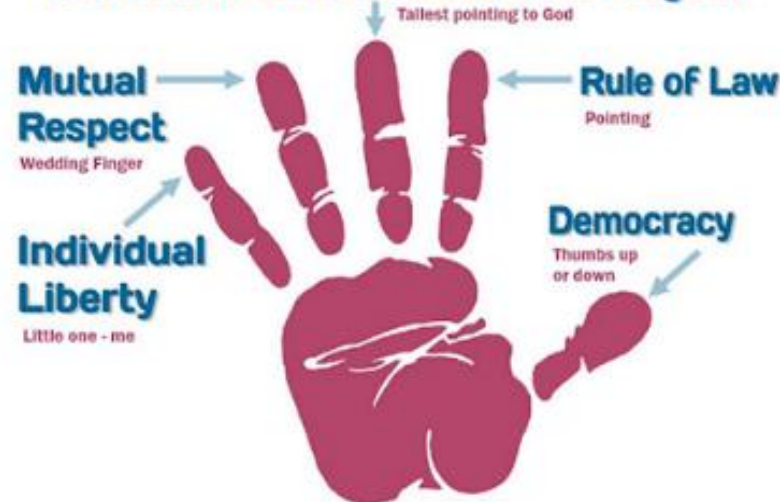 Tallest pointing to God
Mutual
Respect
Wedding Finger
Rule of Law
Pointing
Individual
Liberty
Little one - me
Democracy
Thumbs up
or down